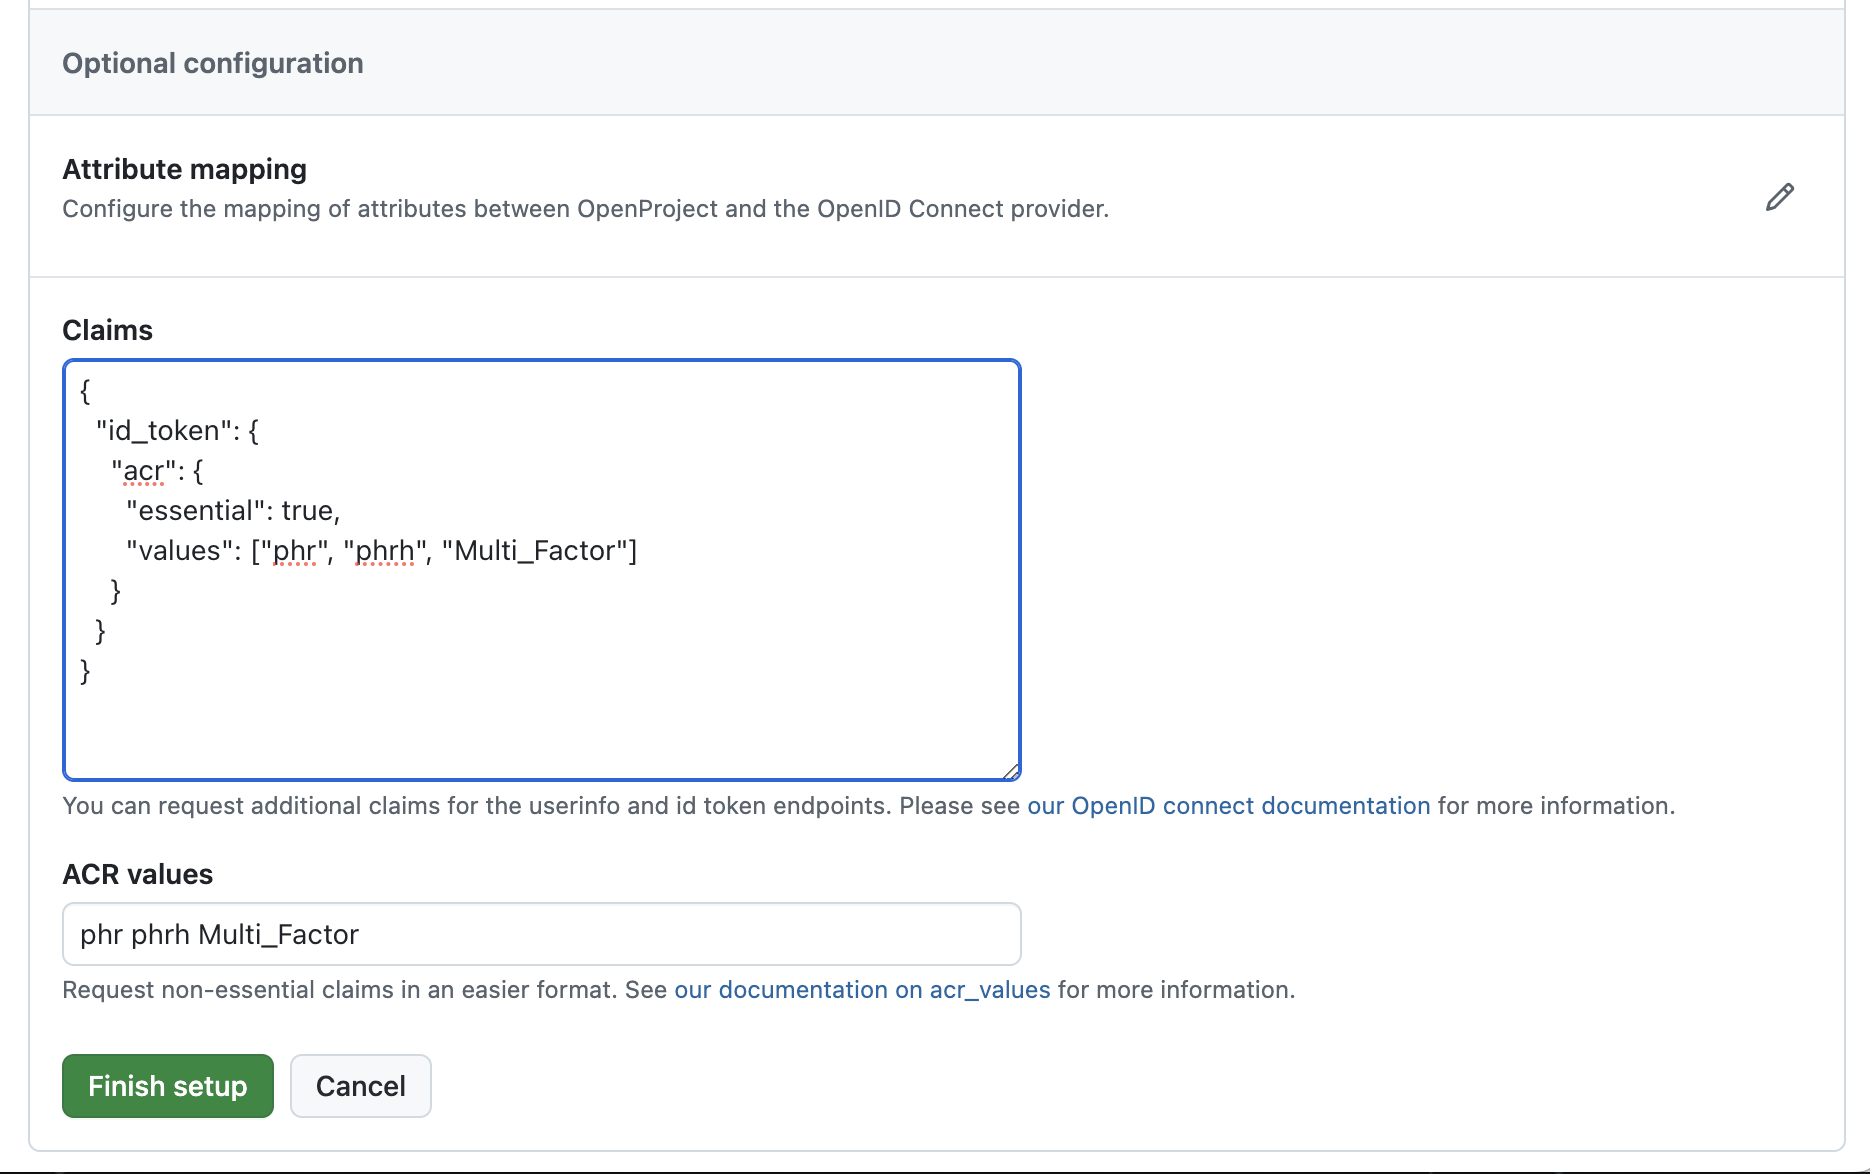 Optional configuration
Attribute mapping
Configure the mapping of attributes between OpenProject and the OpenID Connect provider.
Claims
{
  "id_token": {
    "acr": {
      "essential": true,
      "values": ["phr", "phrh", "Multi_Factor"]
    }
  }
}
You can request additional claims for the userinfo and id token endpoints. Please see our OpenID connect documentation for more information.
ACR values
phr phrh Multi_Factor
Request non-essential claims in an easier format. See our documentation on acr_values for more information.
Finish setup
Cancel